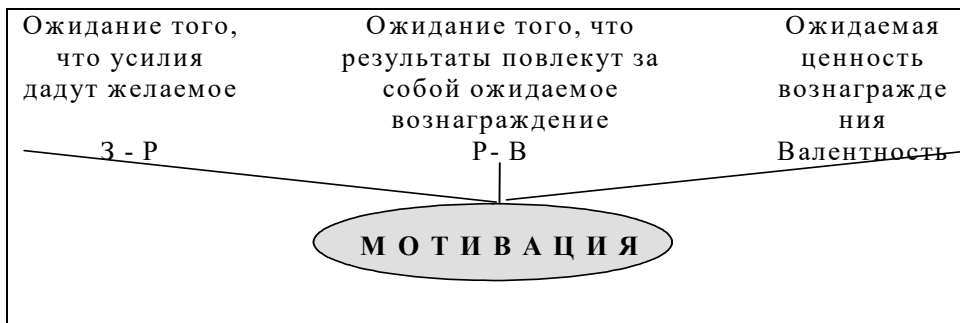 Ожидание того,
что усилия
дадут желаемое
З - Р
Ожидание того, что
результаты повлекут за
собой ожидаемое
вознаграждение
Р- В
Ожидаемая
ценность
вознагражде
ния
Валентность
МОТИВАЦИЯ